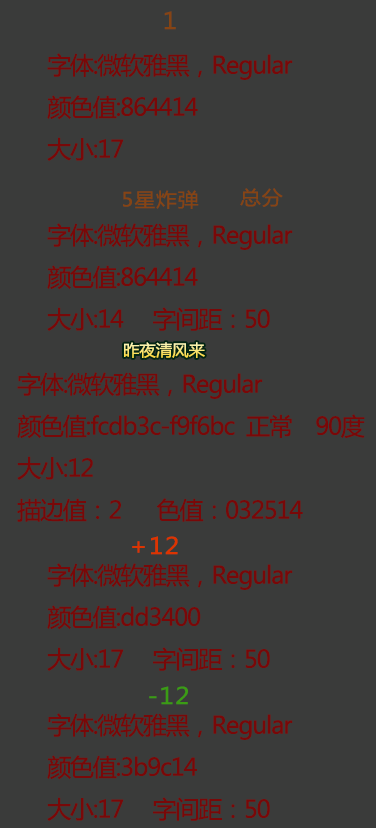 1
字体:微软雅黑，Regular
颜色值:864414
大小:17
5星炸弹 总分
字体:微软雅黑，Regular
颜色值:864414
大小:14 字间距：50
昨夜清风来
字体:微软雅黑，Regular
颜色值:fcdb3c-f9f6bc 正常 90度
大小:12
描边值：2 色值：032514
+12
字体:微软雅黑，Regular
颜色值:dd3400
大小:17 字间距：50
-12
字体:微软雅黑，Regular
颜色值:3b9c14
大小:17 字间距：50